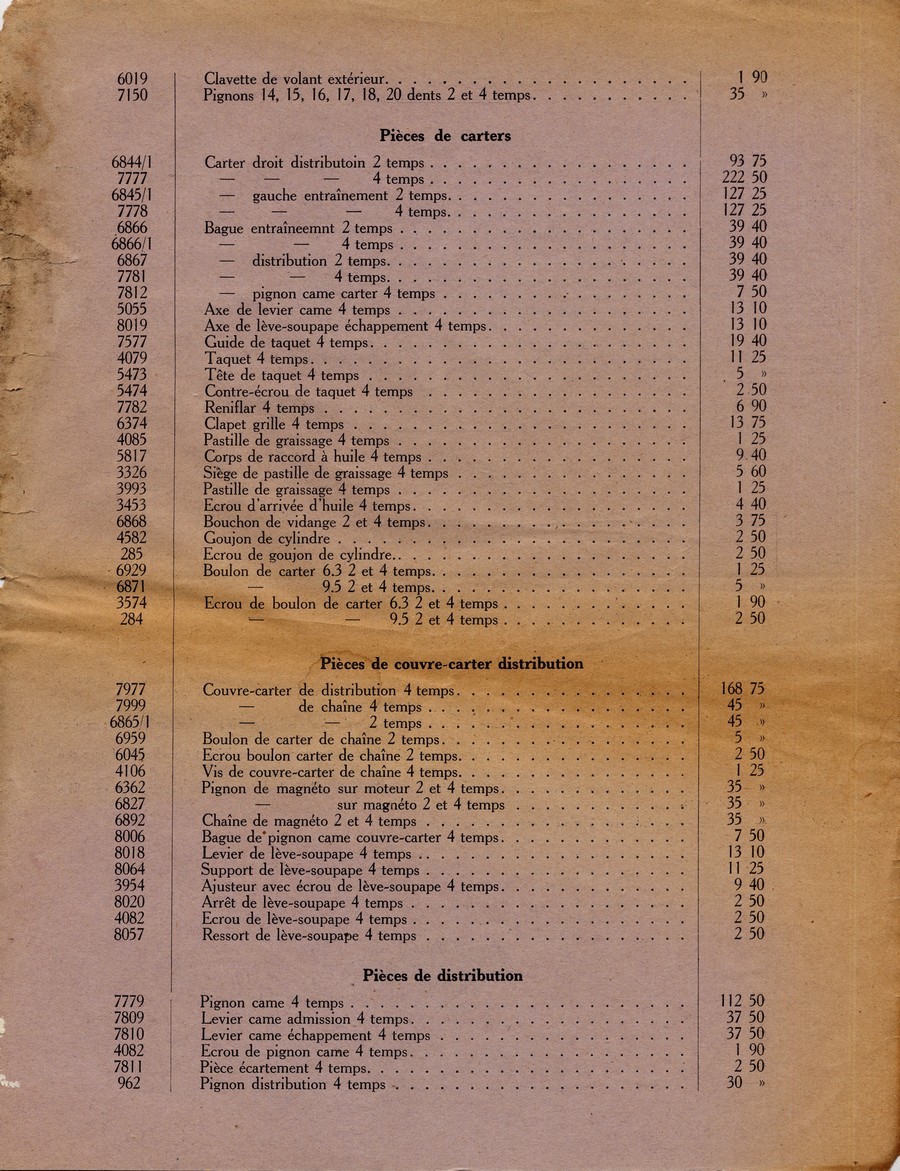 6019 Clavette de volant extérieur. . . . . . . . . . . . . . . . . . . . . 1 90
7150 Pignons 14, 15, 16, 17, 18, 20 dents 2 et 4 temps. . . . . . . . . . . 35 »
Pièces de carters
6844/1 Carter droit distributoin 2 temps . . . . . . . . . . . . . . . . . . 93 75
7777 — — — 4 temps . . . . . . . . . . . . . . . . . . 222 50
6845/1 — gauche entraînement 2 temps. . . . . . . . . . . . . . . . . 127 25
7778 — — — 4 temps. . . . . . . . . . . . . . . . . 127 25
6866 Bague entraîneemnt 2 temps . . . . . . . . . . . . . . . . . . . . 39 40
6866/1 — — 4 temps . . . . . . . . . . . . . . . . . . . . 39 40
6867 — distribution 2 temps. . . . . . . . . . . . . . . . . . . . . 39 40
7781 — — 4 temps. . . . . . . . . . . . . . . . . . . . . 39 40
7812 — pignon came carter 4 temps . . . . . . . . . . . . . . . . . 7 50
5055 Axe de levier came 4 temps . . . . . . . . . . . . . . . . . . . . 13 10
8019 Axe de lève-soupape échappement 4 temps. . . . . . . . . . . . . . 13 10
7577 Guide de taquet 4 temps. . . . . . . . . . . . . . . . . . . . . . 19 40
4079 Taquet 4 temps. . . . . . . . . . . . . . . . . . . . . . . . . . 11 25
5473 Tête de taquet 4 temps . . . . . . . . . . . . . . . . . . . . . . 5 »
5474 Contre-écrou de taquet 4 temps . . . . . . . . . . . . . . . . . . 2 50
7782 Reniflar 4 temps . . . . . . . . . . . . . . . . . . . . . . . . . 6 90
6374 Clapet grille 4 temps . . . . . . . . . . . . . . . . . . . . . . . 13 75
4085 Pastille de graissage 4 temps . . . . . . . . . . . . . . . . . . . . 1 25
5817 Corps de raccord à huile 4 temps . . . . . . . . . . . . . . . . . . 9 40
3326 Siège de pastille de graissage 4 temps . . . . . . . . . . . . . . . . 5 60
3993 Pastille de graissage 4 temps . . . . . . . . . . . . . . . . . . . . 1 25
3453 Ecrou d'arrivée d'huile 4 temps. . . . . . . . . . . . . . . . . . . 4 40
6868 Bouchon de vidange 2 et 4 temps. . . . . . . . . . . . . . . . . . 3 75
4582 Goujon de cylindre . . . . . . . . . . . . . . . . . . . . . . . . 2 50
285 Ecrou de goujon de cylindre.. . . . . . . . . . . . . . . . . . . . 2 50
6929 Boulon de carter 6.3 2 et 4 temps. . . . . . . . . . . . . . . . . . 1 25
6871 — 9.5 2 et 4 temps. . . . . . . . . . . . . . . . . . 5 »
3574 Ecrou de boulon de carter 6.3 2 et 4 temps . . . . . . . . . . . . . 1 90
284 — — 9.5 2 et 4 temps . . . . . . . . . . . . . 2 50
Pièces de couvre-carter distribution
7977 Couvre-carter de distribution 4 temps. . . . . . . . . . . . . . . . 168 75
7999 — de chaîne 4 temps . . . . . . . . . . . . . . . . . . 45 »
6865/1 — — 2 temps . . . . . . . . . . . . . . . . . . 45 »
6959 Boulon de carter de chaîne 2 temps. . . . . . . . . . . . . . . . . 5 »
6045 Ecrou boulon carter de chaîne 2 temps. . . . . . . . . . . . . . . . 2 50
4106 Vis de couvre-carter de chaîne 4 temps. . . . . . . . . . . . . . . . 1 25
6362 Pignon de magnéto sur moteur 2 et 4 temps. . . . . . . . . . . . . 35 »
6827 — sur magnéto 2 et 4 temps . . . . . . . . . . . . 35 »
6892 Chaîne de magnéto 2 et 4 temps . . . . . . . . . . . . . . . . . . 35 »
8006 Bague de pignon came couvre-carter 4 temps. . . . . . . . . . . . . 7 50
8018 Levier de lève-soupape 4 temps . . . . . . . . . . . . . . . . . . . 13 10
8064 Support de lève-soupape 4 temps . . . . . . . . . . . . . . . . . . 11 25
3954 Ajusteur avec écrou de lève-soupape 4 temps. . . . . . . . . . . . . 9 40
8020 Arrêt de lève-soupape 4 temps . . . . . . . . . . . . . . . . . . . 2 50
4082 Ecrou de lève-soupape 4 temps . . . . . . . . . . . . . . . . . . . 2 50
8057 Ressort de lève-soupape 4 temps . . . . . . . . . . . . . . . . . . 2 50
Pièces de distribution
7779 Pignon came 4 temps . . . . . . . . . . . . . . . . . . . . . . . 112 50
7809 Levier came admission 4 temps. . . . . . . . . . . . . . . . . . . 37 50
7810 Levier came échappement 4 temps . . . . . . . . . . . . . . . . . 37 50
4082 Ecrou de pignon came 4 temps. . . . . . . . . . . . . . . . . . . 1 90
7811 Pièce écartement 4 temps. . . . . . . . . . . . . . . . . . . . . . 2 50
962 Pignon distribution 4 temps . . . . . . . . . . . . . . . . . . . . 30 »